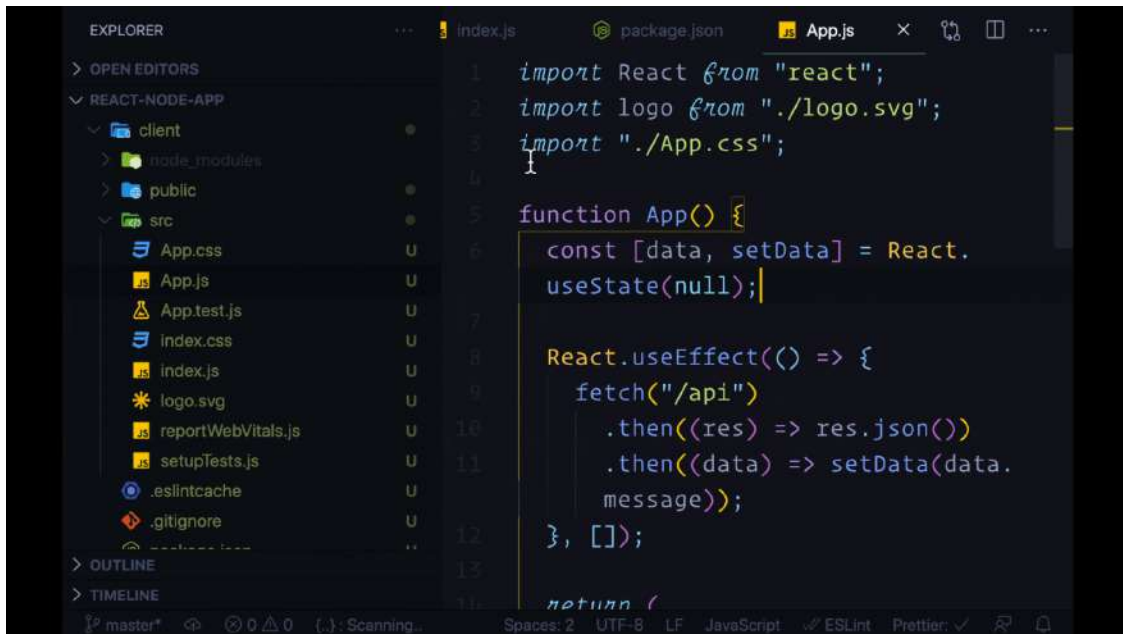 EXPLORER
OPEN EDITORS
REACT-NODE-APP
client
node_modules
public
src
App.css U
App.js U
App.test.js U
index.css U
index.js U
logo.svg U
reportWebVitals.js U
setupTests.js U
.eslintcache U
.gitignore U
OUTLINE
TIMELINE
index.js
package.json
App.js
1 import React from "react";
2 import logo from "./logo.svg";
3 import "./App.css";
4
5 function App() {
6 const [data, setData] = React.
useState(null);
7
8 React.useEffect(() => {
9 fetch("/api")
10 .then((res) => res.json())
11 .then((data) => setData(data.
message));
12 }, []);
13
14 return (
master* 0 0 {..}: Scanning.. Spaces: 2 UTF-8 LF JavaScript ESLint Prettier: ✓